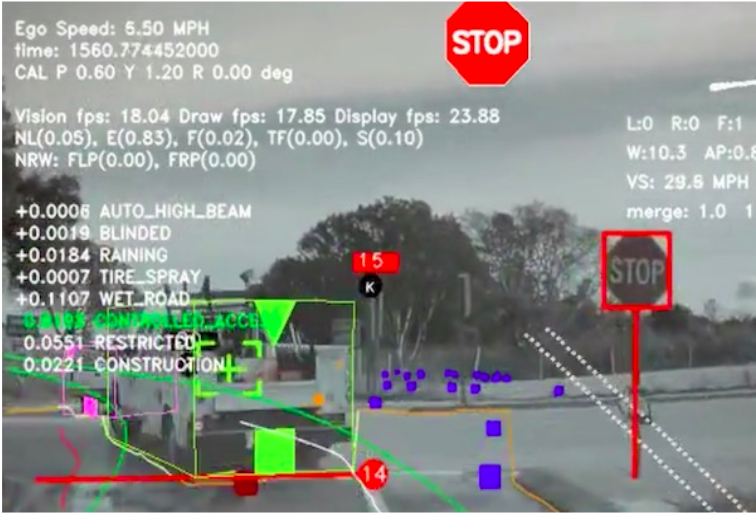 Ego Speed: 5.50 MPH
time: 1560.774452000
CAL P 0.60 Y 1.20 R 0.00 deg
STOP
Vision fps: 18.04 Draw fps: 17.85 Display fps: 23.88
NL(0.05), E(0.83), F(0.02), TF(0.00), S(0.10)
NRW: FLP(0.00), FRP(0.00)
L:0 R:0 F:1
W:10.3 AP:0.8
VS: 29.6 MPH
merge: 1.0 1
+0.0006 AUTO_HIGH_BEAM
+0.0019 BLINDED
+0.0184 RAINING
+0.0007 TIRE_SPRAY
+0.1107 WET_ROAD
CONTROLLED_ACCE
+0.0551 RESTRICTED
+0.0221 CONSTRUCTION
15
K
STOP
14